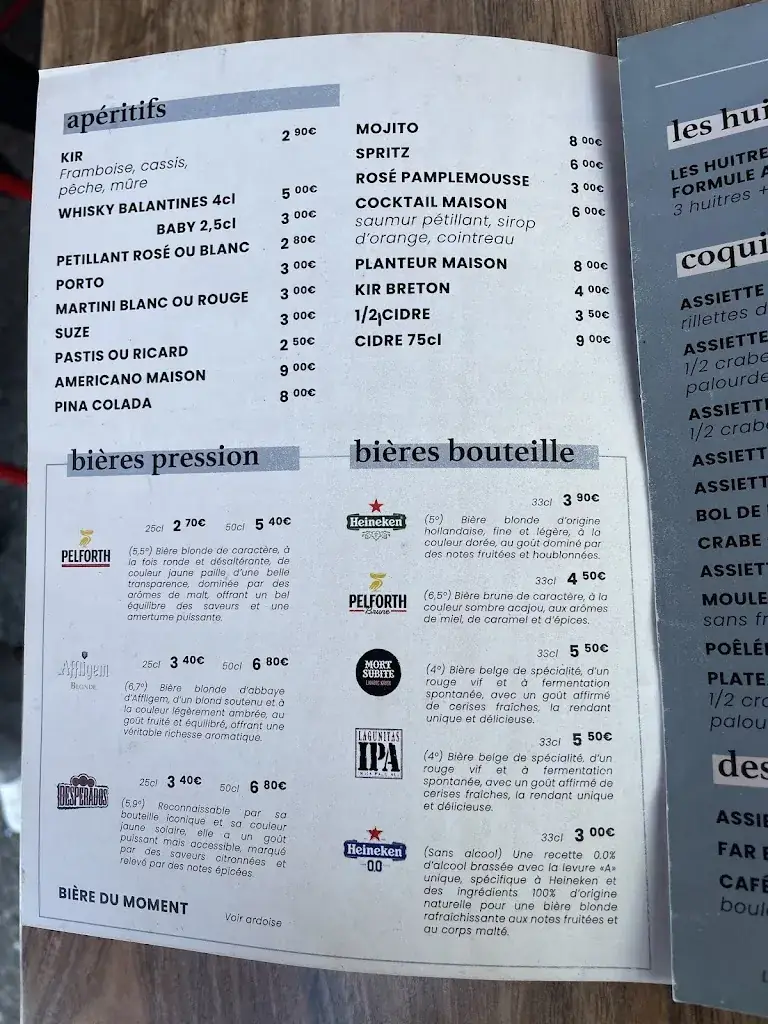 apéritifs
KIR 2 90€
Framboise, cassis,
pêche, mûre
WHISKY BALANTINES 4cl 5 00€
BABY 2,5cl 3 00€
PETILLANT ROSÉ OU BLANC 2 80€
PORTO 3 00€
MARTINI BLANC OU ROUGE 3 00€
SUZE 3 00€
PASTIS OU RICARD 2 50€
AMERICANO MAISON 9 00€
PINA COLADA 8 00€
MOJITO 8 00€
SPRITZ 6 00€
ROSÉ PAMPLEMOUSSE 3 00€
COCKTAIL MAISON 6 00€
saumur pétillant, sirop
d'orange, cointreau
PLANTEUR MAISON 8 00€
KIR BRETON 4 00€
1/2 CIDRE 3 50€
CIDRE 75cl 9 00€
bières pression
25cl 2 70€ 50cl 5 40€
PELFORTH
(5,5°) Bière blonde de caractère, à
la fois ronde et désaltérante, de
couleur jaune paille, d'une belle
transparence, dominée par des
arômes de malt, offrant un bel
équilibre des saveurs et une
amertume puissante.
25cl 3 40€ 50cl 6 80€
Affligem
BLONDE
(6,7°) Bière blonde d'abbaye
d'Affligem, d'un blond soutenu et à
la couleur légèrement ambrée, au
goût fruité et équilibré, offrant une
véritable richesse aromatique.
25cl 3 40€ 50cl 6 80€
DESPERADOS
(5,9°) Reconnaissable par sa
bouteille iconique et sa couleur
jaune solaire, elle a un goût
puissant mais accessible, marqué
par des saveurs citronnées et
relevé par des notes épicées.
BIÈRE DU MOMENT
Voir ardoise
bières bouteille
33cl 3 90€
Heineken
(5°) Bière blonde d'origine
hollandaise, fine et légère, à la
couleur dorée, au goût dominé par
des notes fruitées et houblonnées.
33cl 4 50€
PELFORTH
Brune
(6,5°) Bière brune de caractère, à la
couleur sombre acajou, aux arômes
de miel, de caramel et d'épices.
33cl 5 50€
MORT
SUBITE
(4°) Bière belge de spécialité, d'un
rouge vif et à fermentation
spontanée, avec un goût affirmé
de cerises fraîches, la rendant
unique et délicieuse.
33cl 5 50€
LAGUNITAS
IPA
(4°) Bière belge de spécialité. d'un
rouge vif et à fermentation
spontanée, avec un goût affirmé de
cerises fraîches, la rendant unique
et délicieuse.
33cl 3 00€
Heineken
0.0
(Sans alcool) Une recette 0.0%
d'alcool brassée avec la levure «A»
unique, spécifique à Heineken et
des ingrédients 100% d'origine
naturelle pour une bière blonde
rafraichissante aux notes fruitées et
au corps malté.
les hui
LES HUITRE
FORMULE A
3 huitres +
coqui
ASSIETTE
rillettes d
ASSIETTE
1/2 crabe
palourde
ASSIETT
1/2 crab
ASSIETT
ASSIET
BOL DE
CRABE
ASSIET
MOULE
sans fr
POÊLÉ
PLATE
1/2 cra
palou
des
ASSIE
FAR
CAFÉ
boul